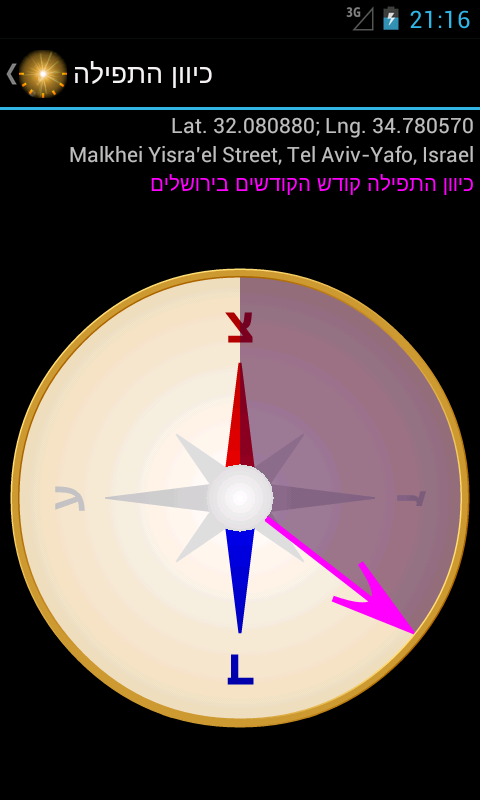 3G 21:16
כיוון התפילה
Lat. 32.080880; Lng. 34.780570
Malkhei Yisra'el Street, Tel Aviv-Yafo, Israel
כיוון התפילה קודש הקודשים בירושלים
צ
ע
ד